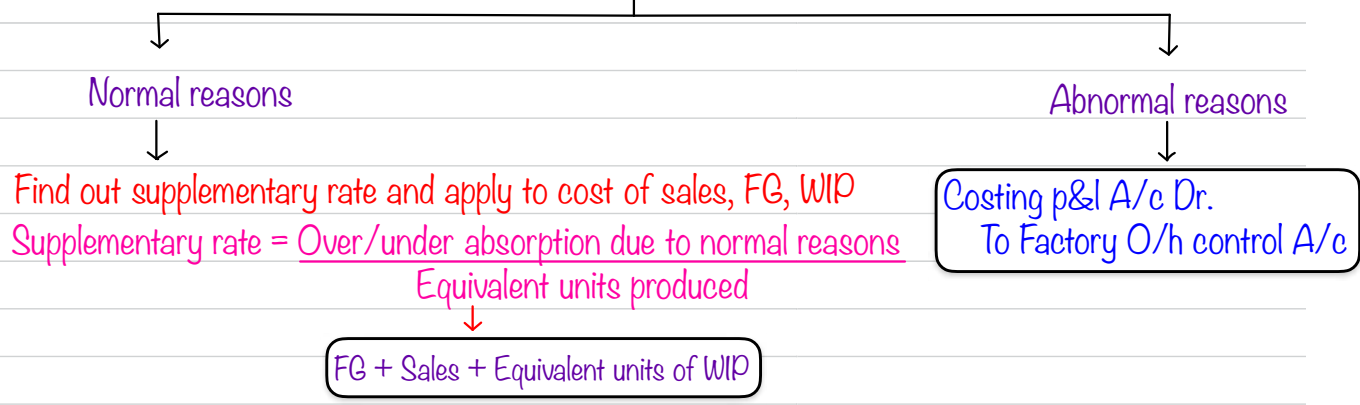 Normal reasons
Abnormal reasons
Find out supplementary rate and apply to cost of sales, FG, WIP
Supplementary rate = Over/under absorption due to normal reasons
Equivalent units produced
FG + Sales + Equivalent units of WIP
Costing p&l A/c Dr.
To Factory O/h control A/c